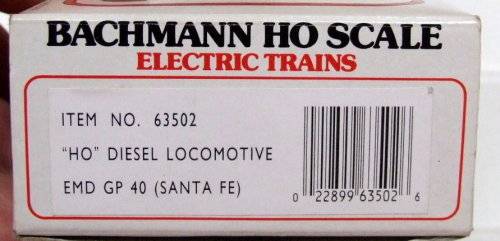 BACHMANN HO SCALE
ELECTRIC TRAINS
ITEM NO. 63502
"HO" DIESEL LOCOMOTIVE
EMD GP 40 (SANTA FE)
0 22899 63502 6